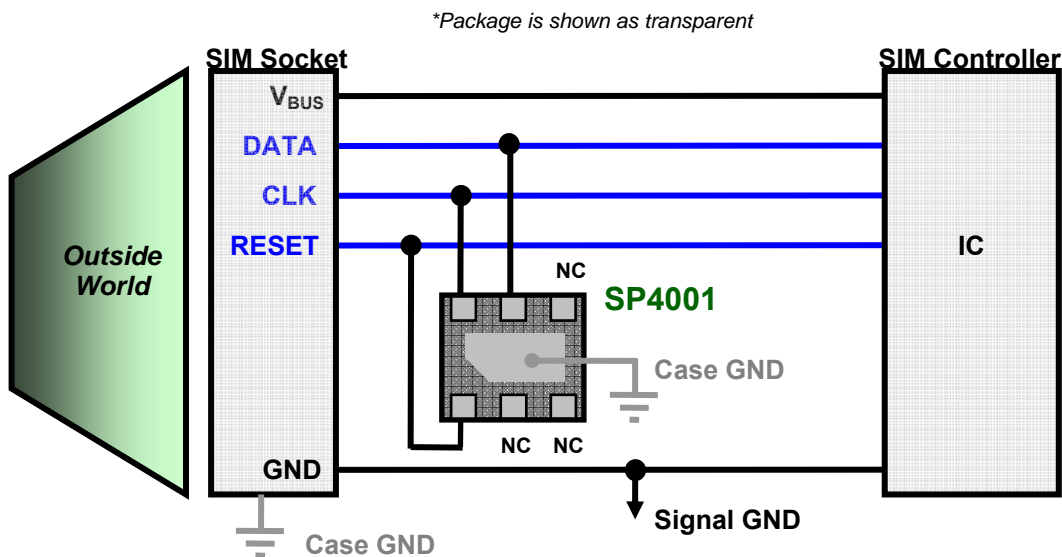 *Package is shown as transparent
SIM Socket
SIM Controller
VBUS
DATA
CLK
RESET
Outside
World
IC
NC
SP4001
Case GND
NC NC
GND
Signal GND
Case GND